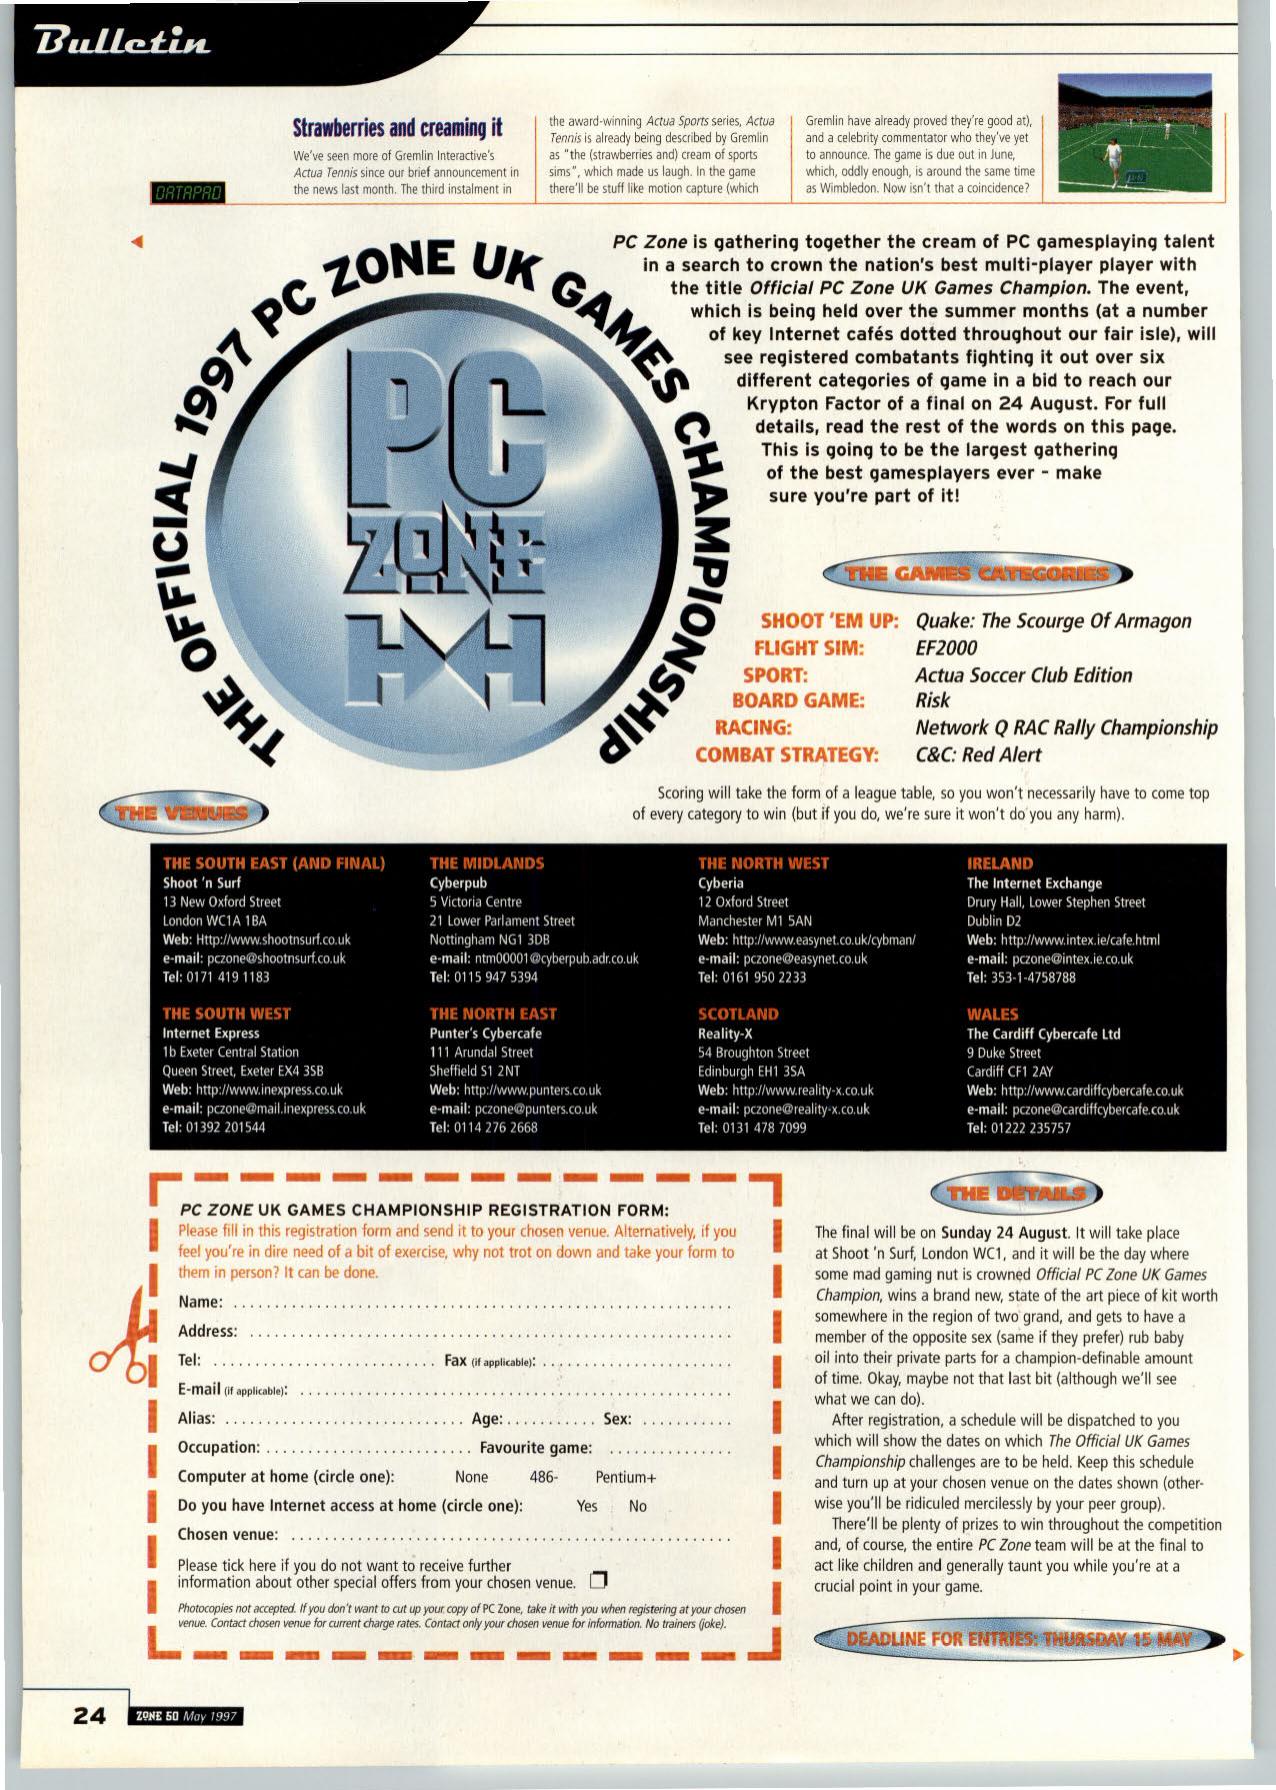 Bulletin
DATAPAD
Strawberries and creaming it
We've seen more of Gremlin Interactive's
Actua Tennis since our brief announcement in
the news last month. The third instalment in
the award-winning Actua Sports series, Actua
Tennis is already being described by Gremlin
as "the (strawberries and) cream of sports
sims", which made us laugh. In the game
there'll be stuff like motion capture (which
Gremlin have already proved they're good at),
and a celebrity commentator who they've yet
to announce. The game is due out in June,
which, oddly enough, is around the same time
as Wimbledon. Now isn't that a coincidence?
THE OFFICIAL 1997 PC ZONE UK GAMES CHAMPIONSHIP
PC
ZONE
PC Zone is gathering together the cream of PC gamesplaying talent
in a search to crown the nation's best multi-player player with
the title Official PC Zone UK Games Champion. The event,
which is being held over the summer months (at a number
of key Internet cafés dotted throughout our fair isle), will
see registered combatants fighting it out over six
different categories of game in a bid to reach our
Krypton Factor of a final on 24 August. For full
details, read the rest of the words on this page.
This is going to be the largest gathering
of the best gamesplayers ever - make
sure you're part of it!
THE GAMES CATEGORIES
SHOOT 'EM UP: Quake: The Scourge Of Armagon
FLIGHT SIM: EF2000
SPORT: Actua Soccer Club Edition
BOARD GAME: Risk
RACING: Network Q RAC Rally Championship
COMBAT STRATEGY: C&C: Red Alert
Scoring will take the form of a league table, so you won't necessarily have to come top
of every category to win (but if you do, we're sure it won't do you any harm).
THE VENUES
THE SOUTH EAST (AND FINAL)
Shoot 'n Surf
13 New Oxford Street
London WC1A 1BA
Web: Http://www.shootnsurf.co.uk
e-mail: pczone@shootnsurf.co.uk
Tel: 0171 419 1183
THE MIDLANDS
Cyberpub
5 Victoria Centre
21 Lower Parlament Street
Nottingham NG1 3DB
e-mail: ntm00001@cyberpub.adr.co.uk
Tel: 0115 947 5394
THE NORTH WEST
Cyberia
12 Oxford Street
Manchester M1 5AN
Web: http://www.easynet.co.uk/cybman/
e-mail: pczone@easynet.co.uk
Tel: 0161 950 2233
IRELAND
The Internet Exchange
Drury Hall, Lower Stephen Street
Dublin D2
Web: http://www.intex.ie/cafe.html
e-mail: pczone@intex.ie.co.uk
Tel: 353-1-4758788
THE SOUTH WEST
Internet Express
1b Exeter Central Station
Queen Street, Exeter EX4 3SB
Web: http://www.inexpress.co.uk
e-mail: pczone@mail.inexpress.co.uk
Tel: 01392 201544
THE NORTH EAST
Punter's Cybercafe
111 Arundal Street
Sheffield S1 2NT
Web: http://www.punters.co.uk
e-mail: pczone@punters.co.uk
Tel: 0114 276 2668
SCOTLAND
Reality-X
54 Broughton Street
Edinburgh EH1 3SA
Web: http://www.reality-x.co.uk
e-mail: pczone@reality-x.co.uk
Tel: 0131 478 7099
WALES
The Cardiff Cybercafe Ltd
9 Duke Street
Cardiff CF1 2AY
Web: http://www.cardiffcybercafe.co.uk
e-mail: pczone@cardiffcybercafe.co.uk
Tel: 01222 235757
PC ZONE UK GAMES CHAMPIONSHIP REGISTRATION FORM:
Please fill in this registration form and send it to your chosen venue. Alternatively, if you
feel you're in dire need of a bit of exercise, why not trot on down and take your form to
them in person? It can be done.
Name:
Address:
Tel: Fax (if applicable):
E-mail (if applicable):
Alias: Age: Sex:
Occupation: Favourite game:
Computer at home (circle one): None 486- Pentium+
Do you have Internet access at home (circle one): Yes No
Chosen venue:
Please tick here if you do not want to receive further
information about other special offers from your chosen venue.
Photocopies not accepted. If you don't want to cut up your copy of PC Zone, take it with you when registering at your chosen
venue. Contact chosen venue for current charge rates. Contact only your chosen venue for information. No trainers (joke).
THE DETAILS
The final will be on Sunday 24 August. It will take place
at Shoot 'n Surf, London WC1, and it will be the day where
some mad gaming nut is crowned Official PC Zone UK Games
Champion, wins a brand new, state of the art piece of kit worth
somewhere in the region of two grand, and gets to have a
member of the opposite sex (same if they prefer) rub baby
oil into their private parts for a champion-definable amount
of time. Okay, maybe not that last bit (although we'll see
what we can do).
After registration, a schedule will be dispatched to you
which will show the dates on which The Official UK Games
Championship challenges are to be held. Keep this schedule
and turn up at your chosen venue on the dates shown (other-
wise you'll be ridiculed mercilessly by your peer group).
There'll be plenty of prizes to win throughout the competition
and, of course, the entire PC Zone team will be at the final to
act like children and generally taunt you while you're at a
crucial point in your game.
DEADLINE FOR ENTRIES: THURSDAY 15 MAY
24 ZONE 50 May 1997